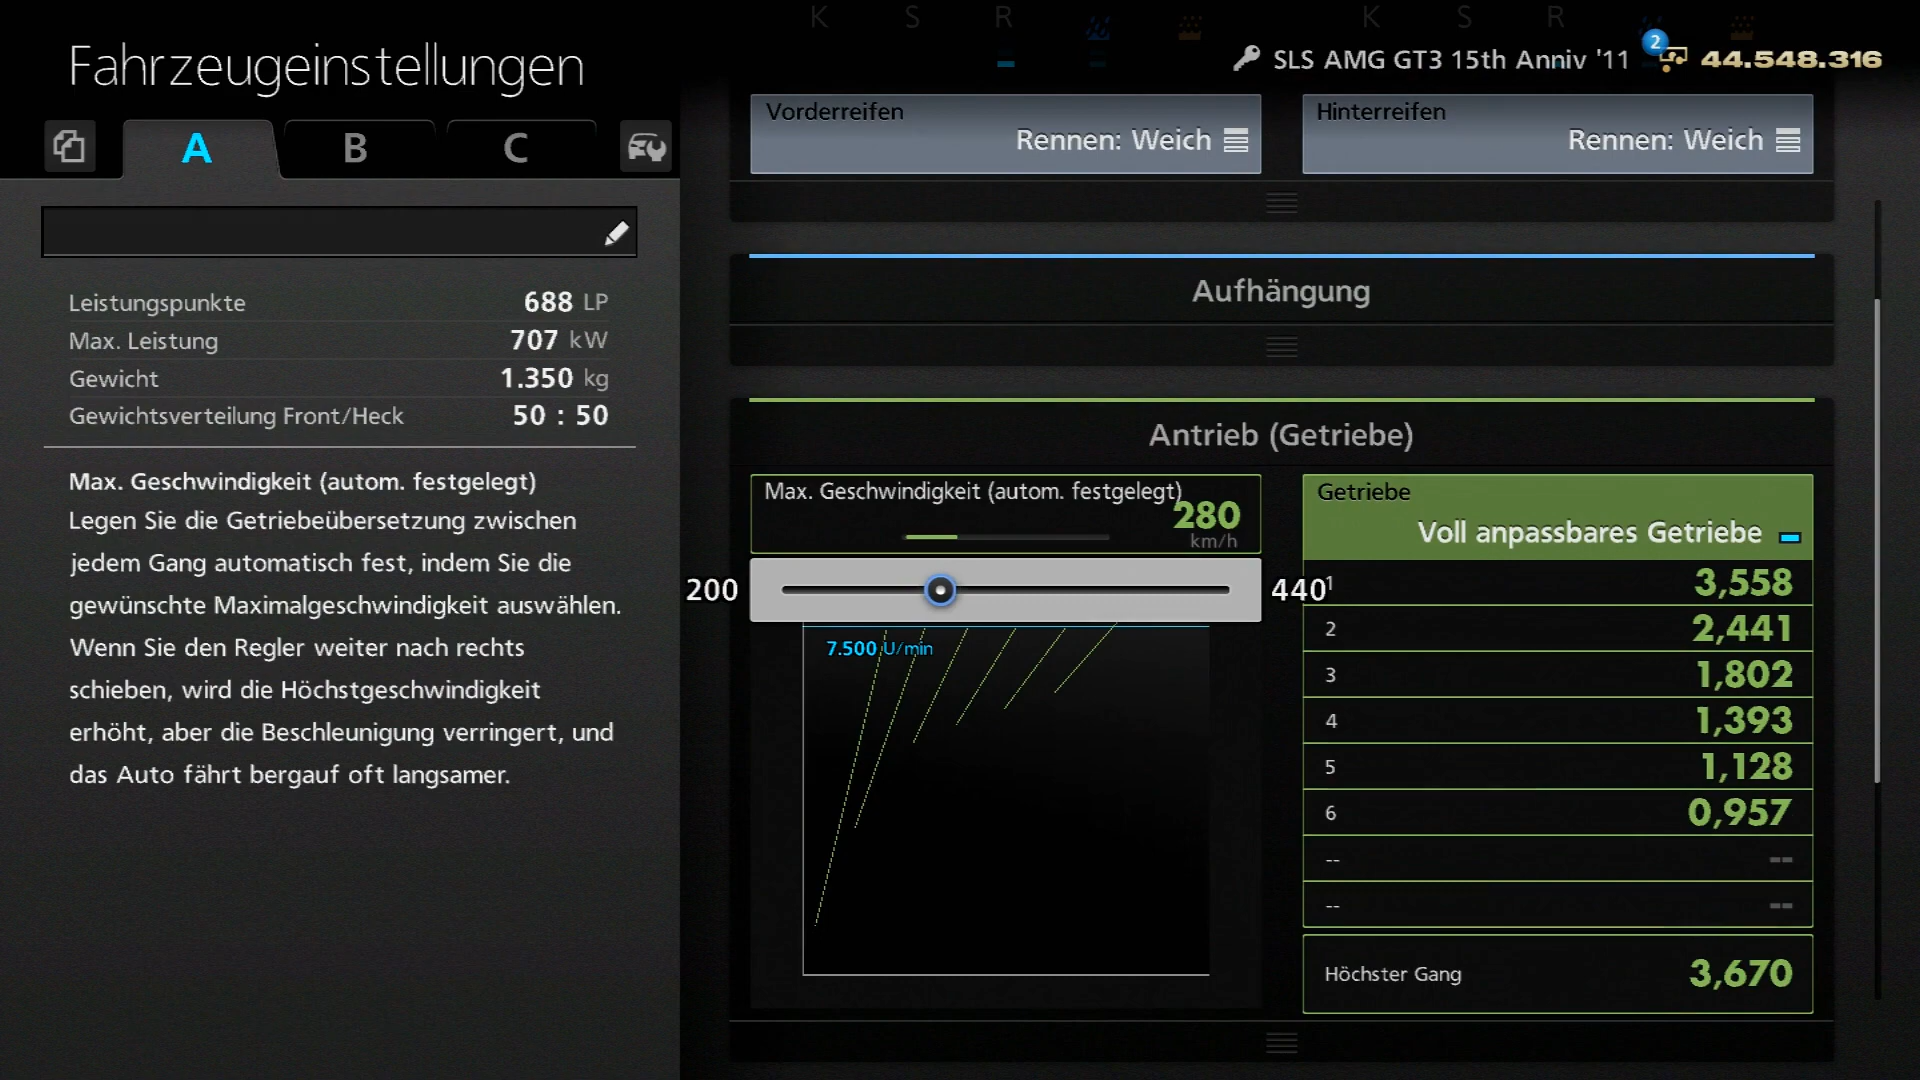 K S R K S R
Fahrzeugeinstellungen
SLS AMG GT3 15th Anniv '11 2 44.548.316
A B C
Leistungspunkte 688 LP
Max. Leistung 707 kW
Gewicht 1.350 kg
Gewichtsverteilung Front/Heck 50 : 50
Max. Geschwindigkeit (autom. festgelegt)
Legen Sie die Getriebeübersetzung zwischen
jedem Gang automatisch fest, indem Sie die
gewünschte Maximalgeschwindigkeit auswählen.
Wenn Sie den Regler weiter nach rechts
schieben, wird die Höchstgeschwindigkeit
erhöht, aber die Beschleunigung verringert, und
das Auto fährt bergauf oft langsamer.
Vorderreifen
Rennen: Weich
Hinterreifen
Rennen: Weich
Aufhängung
Antrieb (Getriebe)
Max. Geschwindigkeit (autom. festgelegt)
280
km/h
200 440
7.500 U/min
Getriebe
Voll anpassbares Getriebe
1 3,558
2 2,441
3 1,802
4 1,393
5 1,128
6 0,957
-- --
-- --
Höchster Gang 3,670